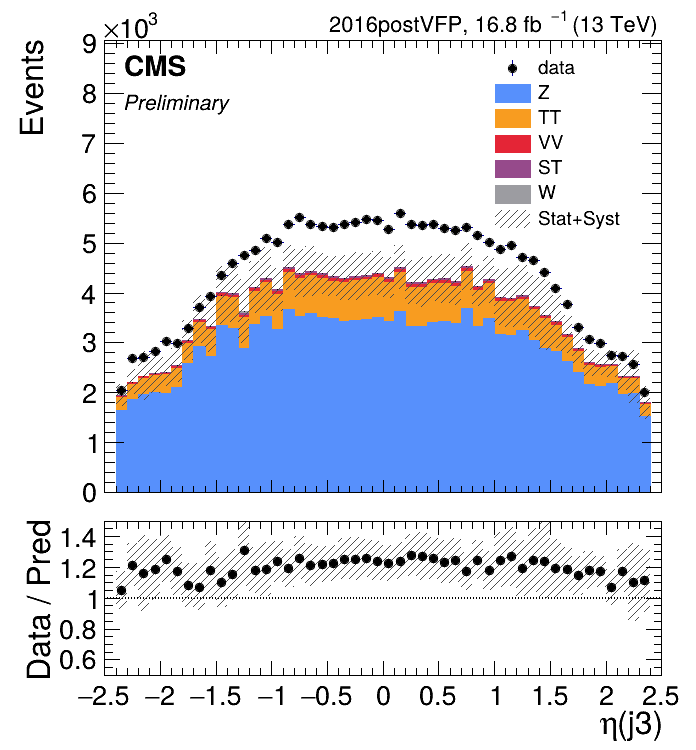 ×10³
2016postVFP, 16.8 fb ⁻¹ (13 TeV)
Events
9
8
7
6
5
4
3
2
1
0
CMS
Preliminary
data
Z
TT
VV
ST
W
Stat+Syst
Data / Pred
1.4
1.2
1
0.8
0.6
−2.5 −2 −1.5 −1 −0.5 0 0.5 1 1.5 2 2.5
η(j3)